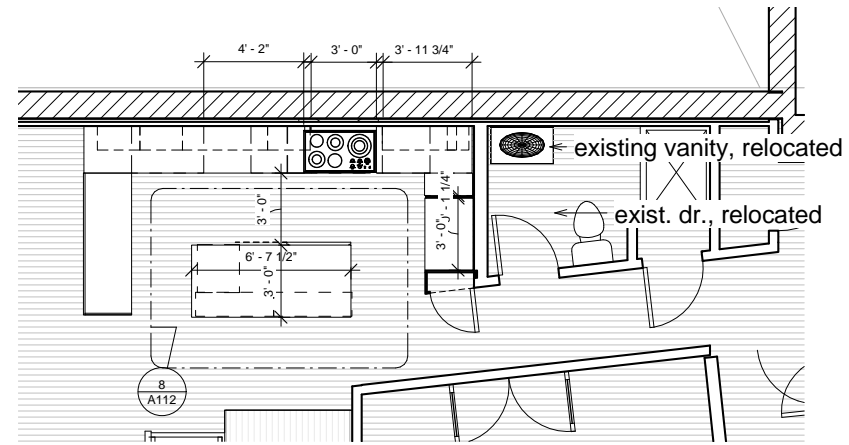 4' - 2"
3' - 0"
3' - 11 3/4"
existing vanity, relocated
3' - 0"
3' - 0"
1' - 1 1/4"
exist. dr., relocated
6' - 7 1/2"
3' - 0"
8
A112